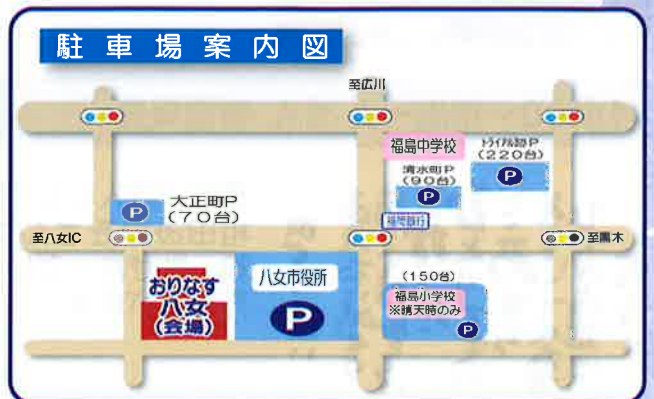 駐車場案内図
至広川
福島中学校
清水町P
(90台)
P
トライアル跡P
(220台)
P
大正町P
(70台)
P
福岡銀行
至八女IC
至黒木
おりなす
八女
(会場)
八女市役所
P
(150台)
福島小学校
※晴天時のみ
P